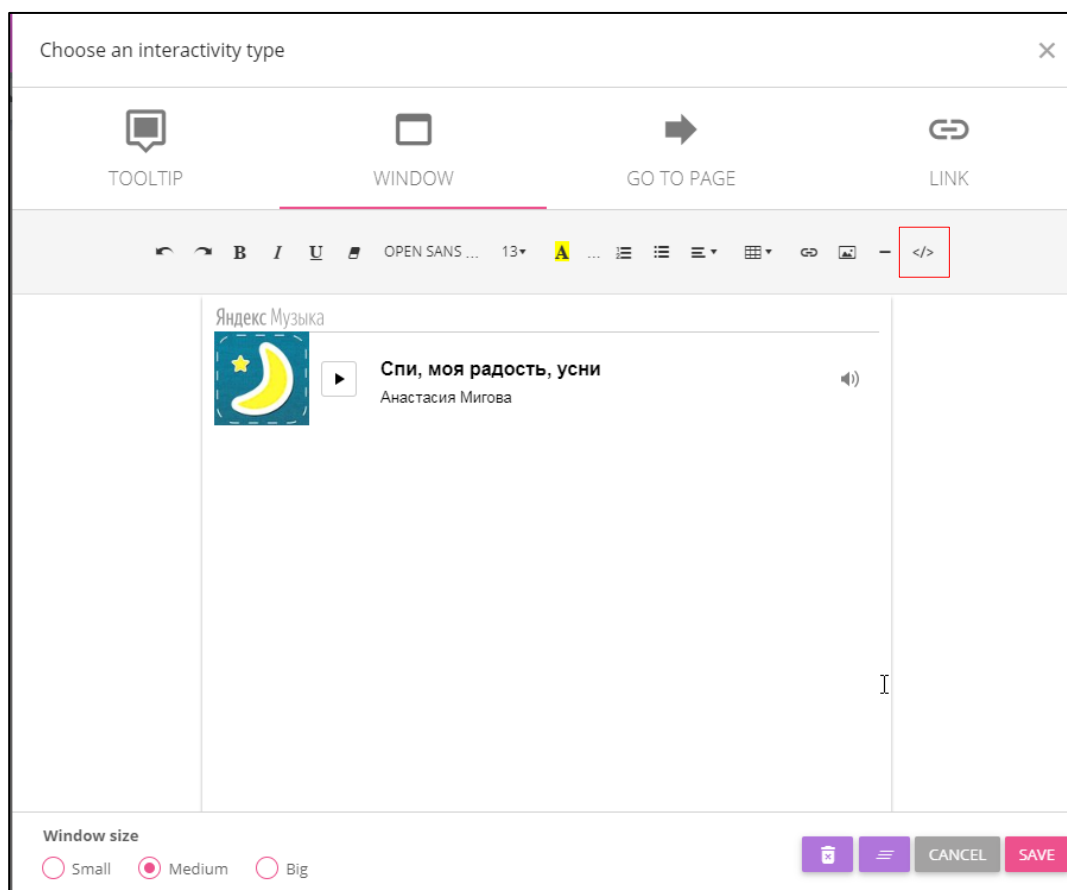 Choose an interactivity type
TOOLTIP
WINDOW
GO TO PAGE
LINK
B I U OPEN SANS ... 13 A ... </>
Яндекс Музыка
Спи, моя радость, усни
Анастасия Мигова
Window size
Small Medium Big
CANCEL SAVE